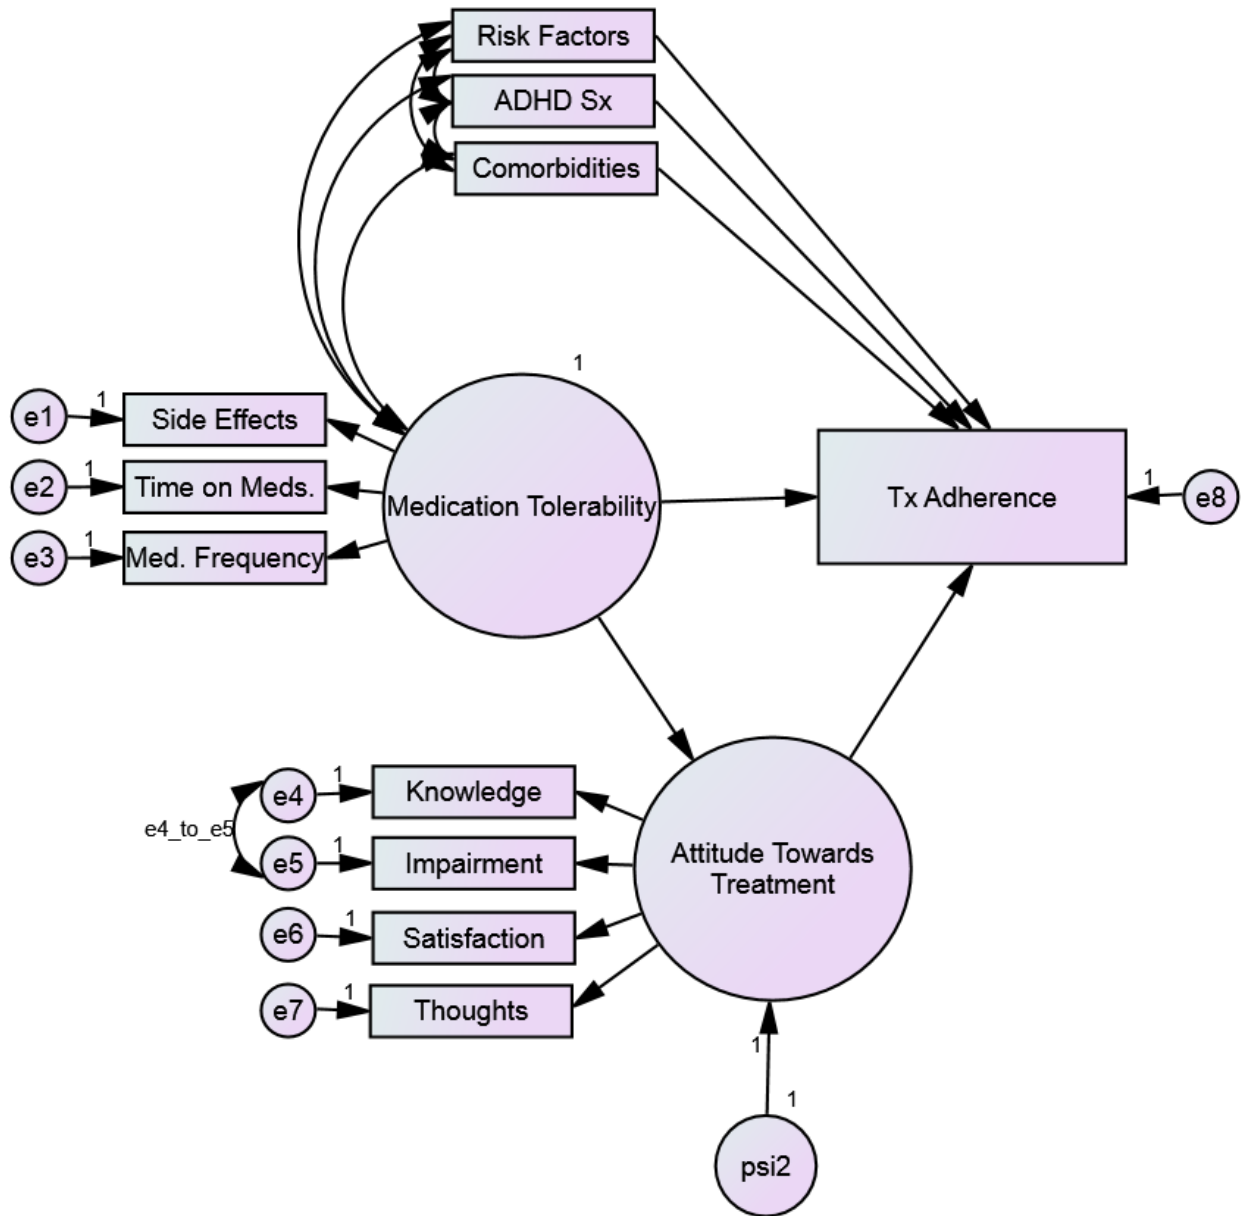 Risk Factors
ADHD Sx
Comorbidities
1
e1
1
Side Effects
e2
1
Time on Meds.
e3
1
Med. Frequency
Medication Tolerability
Tx Adherence
1
e8
e4_to_e5
e4
1
Knowledge
e5
1
Impairment
e6
1
Satisfaction
e7
1
Thoughts
Attitude Towards
Treatment
1
1
psi2